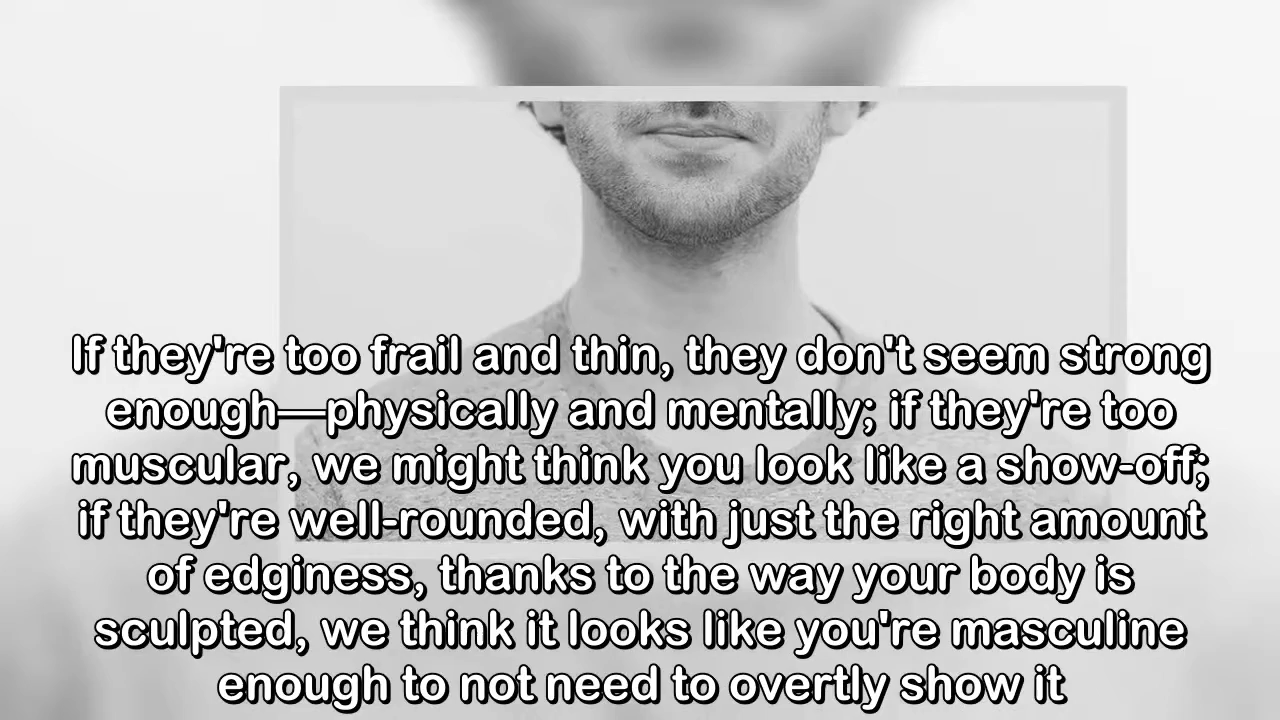 If they're too frail and thin, they don't seem strong
enough—physically and mentally; if they're too
muscular, we might think you look like a show-off;
if they're well-rounded, with just the right amount
of edginess, thanks to the way your body is
sculpted, we think it looks like you're masculine
enough to not need to overtly show it